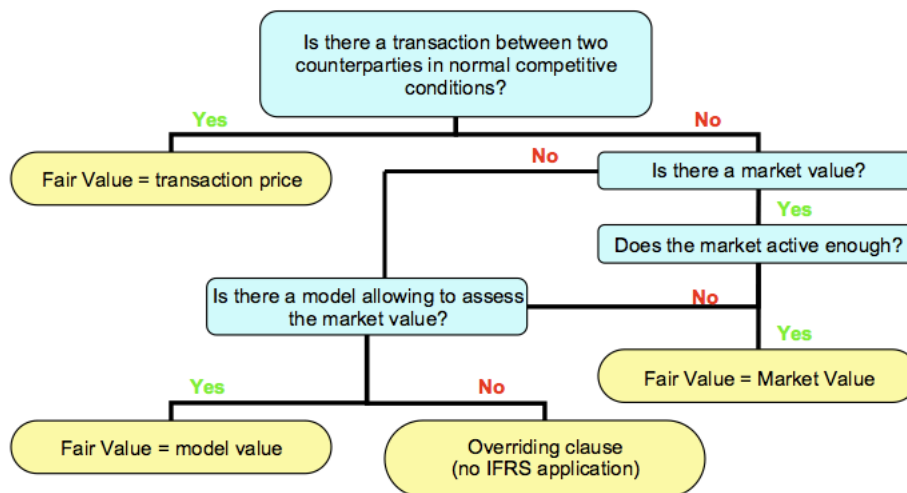 Is there a transaction between two
counterparties in normal competitive
conditions?
Yes
No
Fair Value = transaction price
No
Is there a market value?
Yes
Does the market active enough?
Is there a model allowing to assess
the market value?
No
Yes
Fair Value = Market Value
Yes
No
Fair Value = model value
Overriding clause
(no IFRS application)